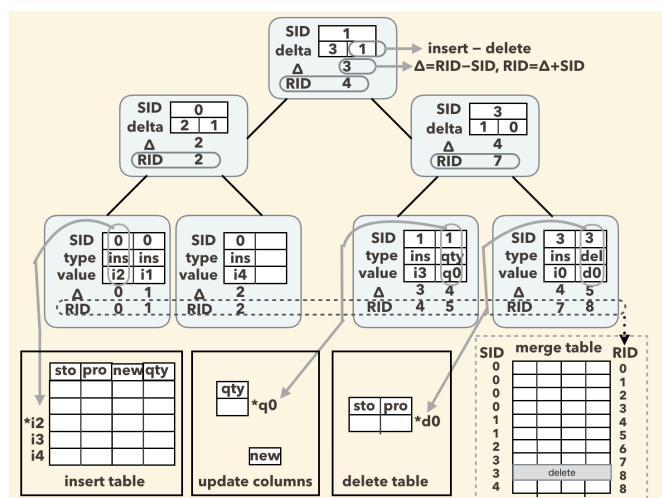 SID 1
delta 3 1 insert – delete
Δ 3 Δ=RID–SID, RID=Δ+SID
RID 4
SID 0
delta 2 1
Δ 2
RID 2
SID 3
delta 1 0
Δ 4
RID 7
SID 0 0
type ins ins
value i2 i1
Δ 0 1
RID 0 1
SID 0
type ins
value i4
Δ 2
RID 2
SID 1 1
type ins qty
value i3 q0
Δ 3 4
RID 4 5
SID 3 3
type ins del
value i0 d0
Δ 4 5
RID 7 8
sto pro new qty
*i2
i3
i4
insert table
qty
*q0
new
update columns
sto pro
*d0
delete table
SID merge table RID
0 0
0 1
0 2
0 3
1 4
1 5
2 6
3 7
3 delete 8
4 8